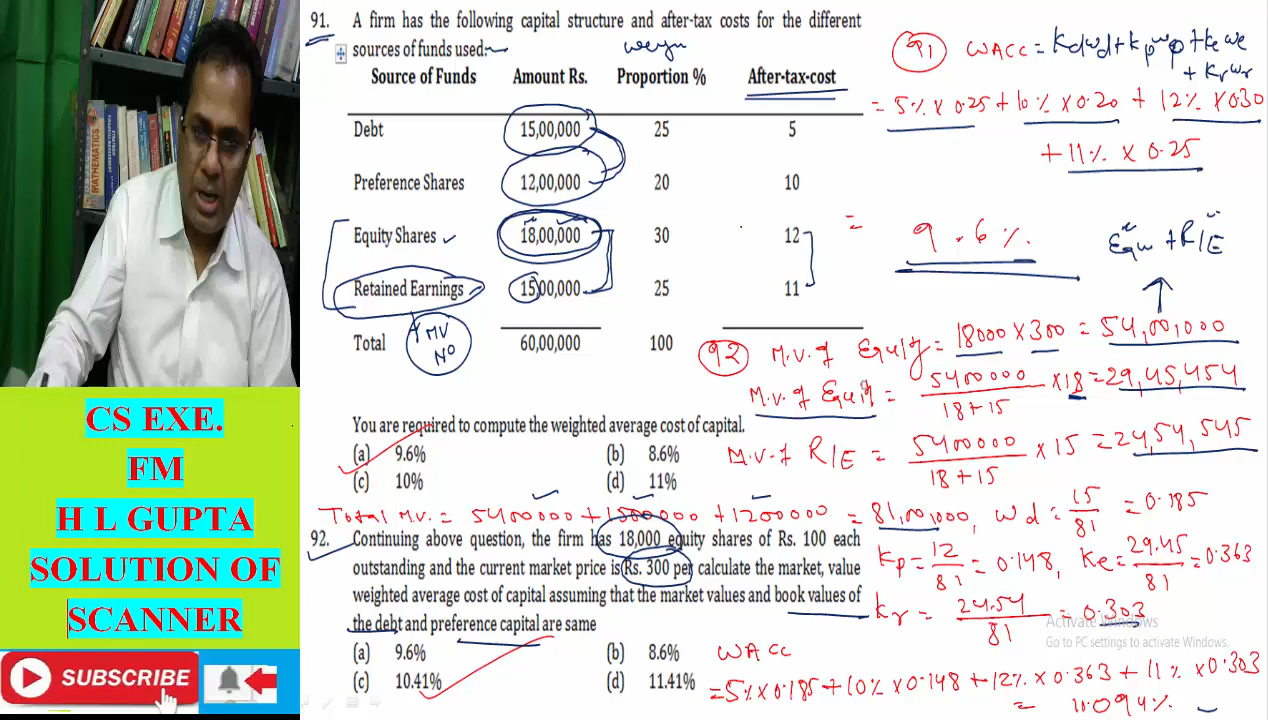 91. A firm has the following capital structure and after-tax costs for the different
sources of funds used:
Source of Funds Amount Rs. Proportion % After-tax-cost
Debt 15,00,000 25 5
Preference Shares 12,00,000 20 10
Equity Shares 18,00,000 30 12
Retained Earnings 15,00,000 25 11
Total 60,00,000 100
MV
NO
You are required to compute the weighted average cost of capital.
(a) 9.6% (b) 8.6%
(c) 10% (d) 11%
Total M.V. = 5400000 + 1500000 + 1200000 = 81,00,000, Wd = 15/81 = 0.185
92. Continuing above question, the firm has 18,000 equity shares of Rs. 100 each
outstanding and the current market price is Rs. 300 per calculate the market, value
weighted average cost of capital assuming that the market values and book values of
the debt and preference capital are same
(a) 9.6% (b) 8.6%
(c) 10.41% (d) 11.41%
91 WACC = KdWd + KpWp + KeWe
+ KrWr
= 5% × 0.25 + 10% × 0.20 + 12% × 0.30
+ 11% × 0.25
= 9.6%
Equ + R/E
92 M.V. of Equity = 18000 × 300 = 54,00,000
M.V. of Equity = 5400000/18+15 × 18 = 29,45,454
M.V. of R/E = 5400000/18+15 × 15 = 24,54,545
Kp = 12/81 = 0.148, Ke = 29.45/81 = 0.363
Kr = 24.54/81 = 0.303
WACC
= 5% × 0.185 + 10% × 0.148 + 12% × 0.363 + 11% × 0.303
Activate Windows
Go to PC settings to activate Windows.
CS EXE.
FM
H L GUPTA
SOLUTION OF
SCANNER
SUBSCRIBE
MATHEMATICS